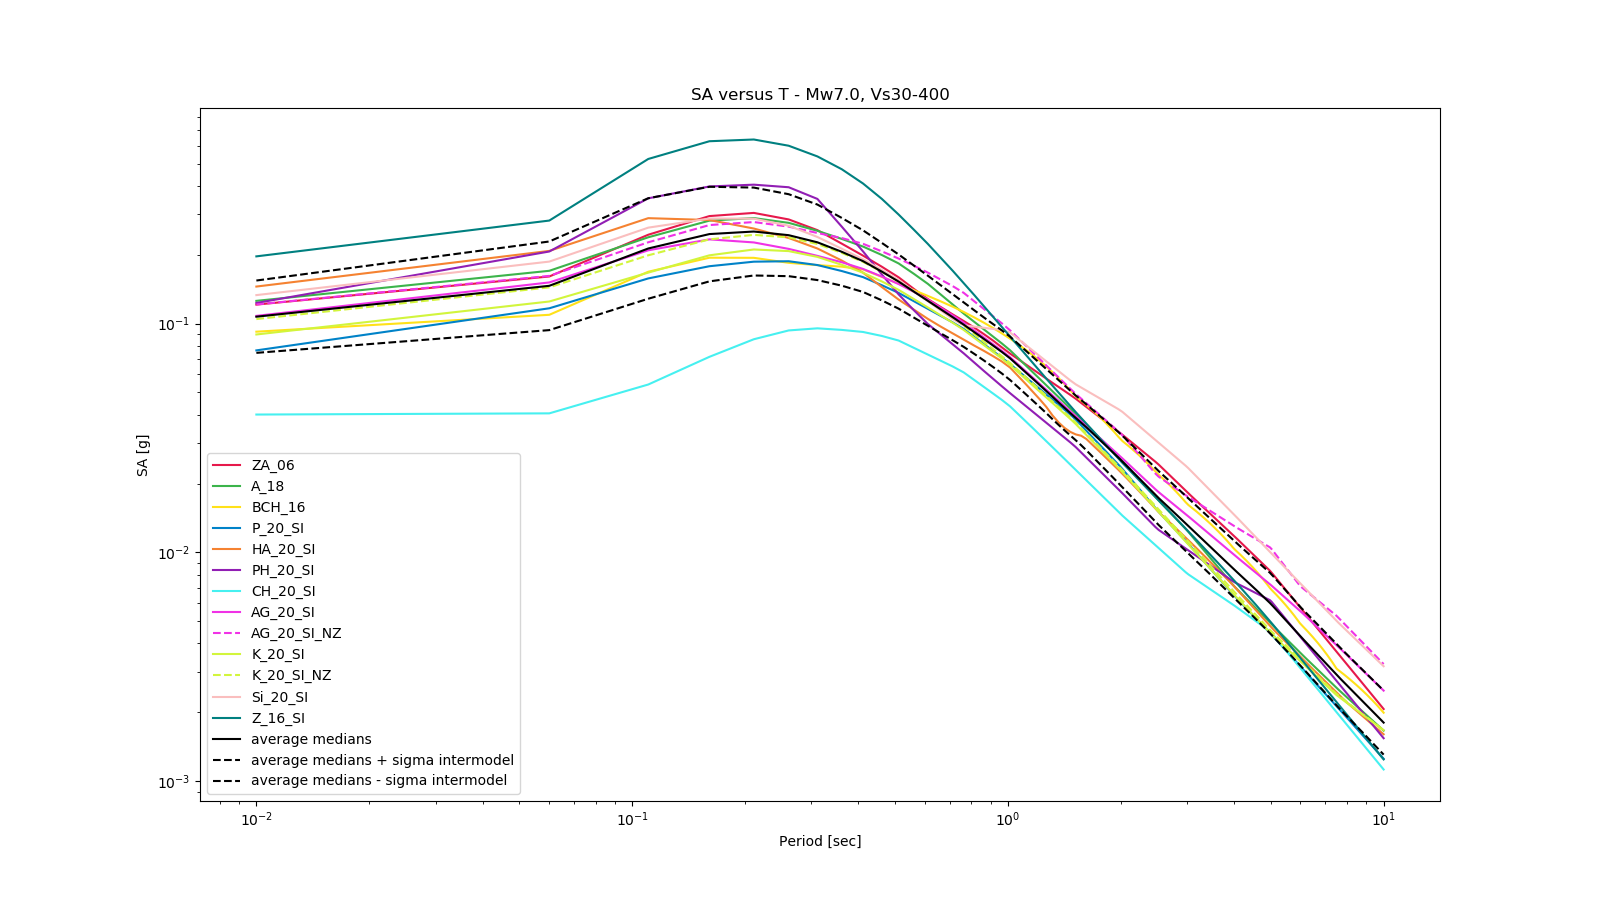 SA versus T - Mw7.0, Vs30-400
SA [g]
10⁻¹
10⁻²
10⁻³
ZA_06
A_18
BCH_16
P_20_SI
HA_20_SI
PH_20_SI
CH_20_SI
AG_20_SI
AG_20_SI_NZ
K_20_SI
K_20_SI_NZ
Si_20_SI
Z_16_SI
average medians
average medians + sigma intermodel
average medians - sigma intermodel
10⁻² 10⁻¹ 10⁰ 10¹
Period [sec]